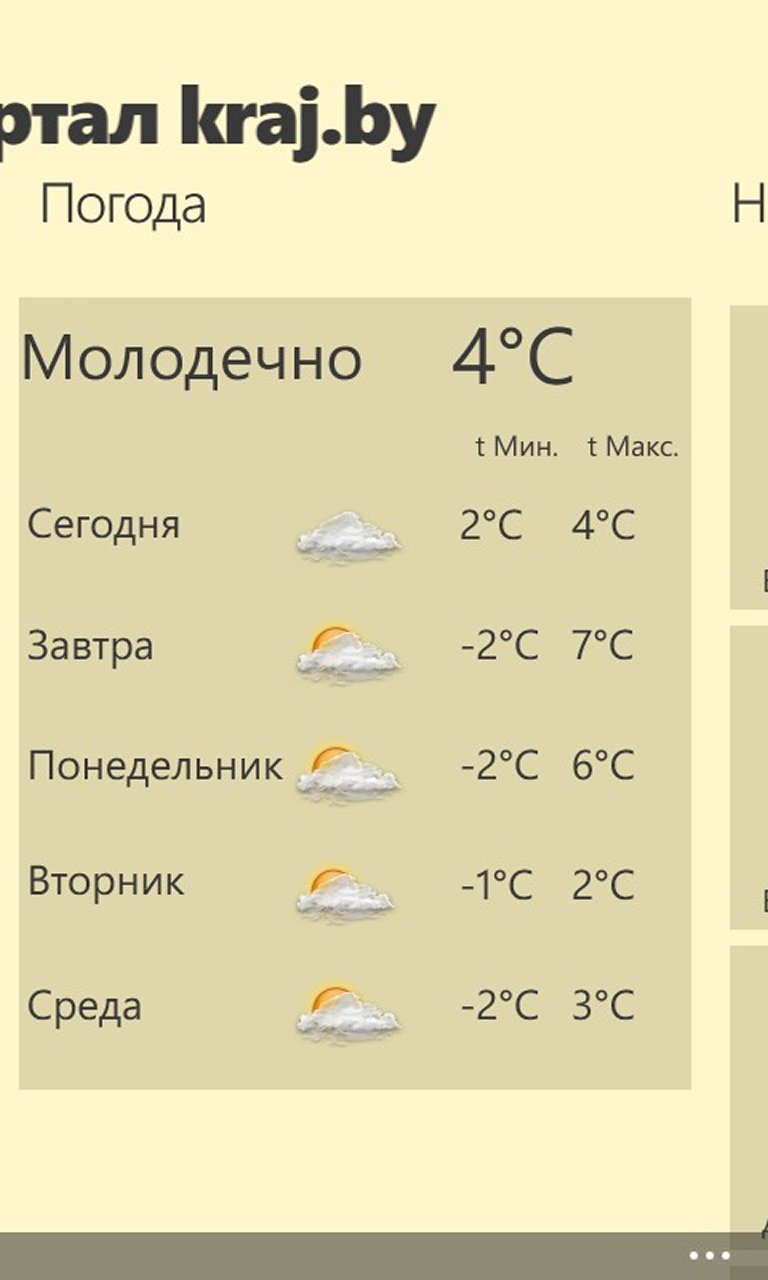 ртал kraj.by
Погода
Молодечно 4°C
t Мин. t Макс.
Сегодня 2°C 4°C
Завтра -2°C 7°C
Понедельник -2°C 6°C
Вторник -1°C 2°C
Среда -2°C 3°C